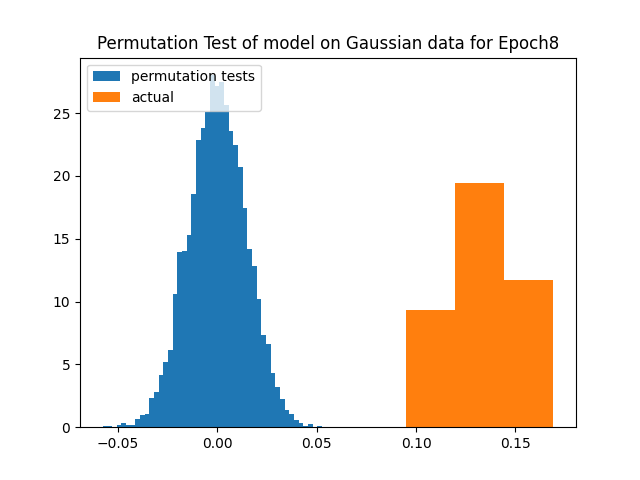 Permutation Test of model on Gaussian data for Epoch8
permutation tests
actual
25
20
15
10
5
0
−0.05 0.00 0.05 0.10 0.15